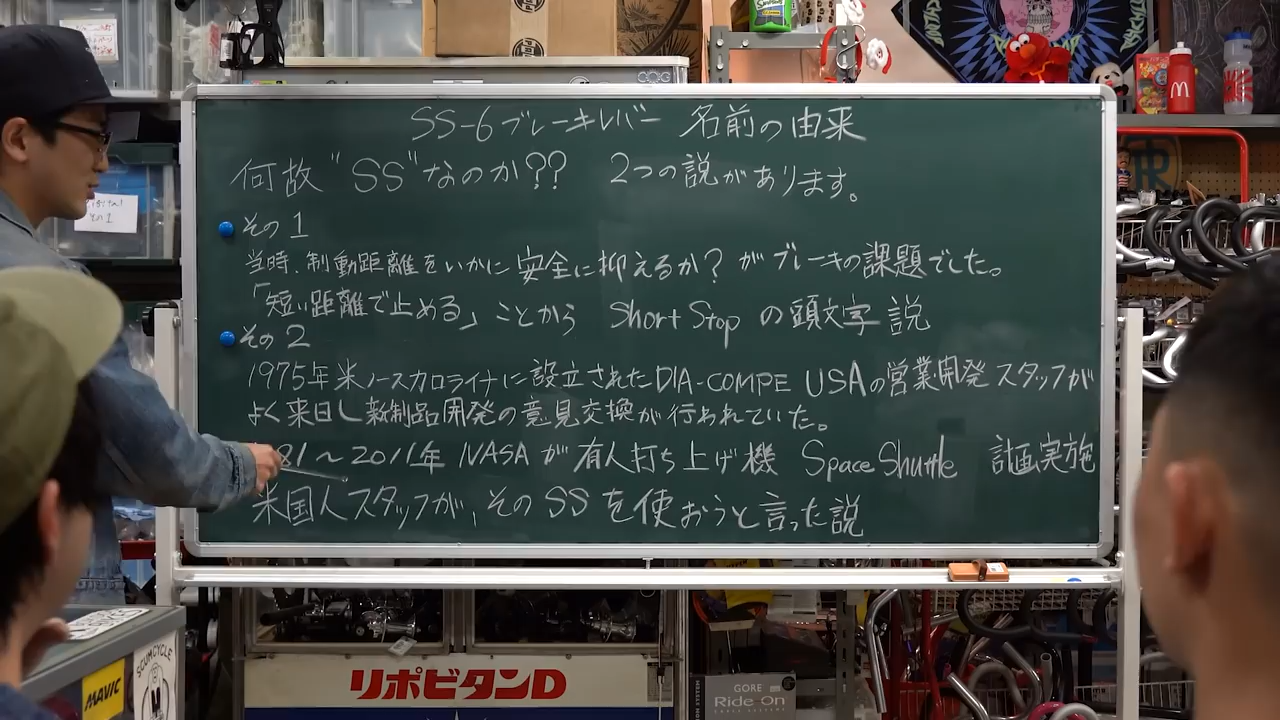 SS-6 ブレーキレバー 名前の由来
何故 "SS" なのか?? 2つの説があります。
その1
当時、制動距離をいかに安全に抑えるか? がブレーキの課題でした。
「短い距離で止める」ことから Short Stop の頭文字説
その2
1975年米ノースカロライナに設立されたDIA-COMPE USAの営業・開発スタッフが
よく来日し新制品開発の意見交換が行われていた。
81〜2011年 NASAが有人打ち上げ機 Space Shuttle 計画実施
米国人スタッフが、そのSSを使おうと言った説
その1
リポビタンD
MAVIC
SCUMCYCLE
GORE
Ride On